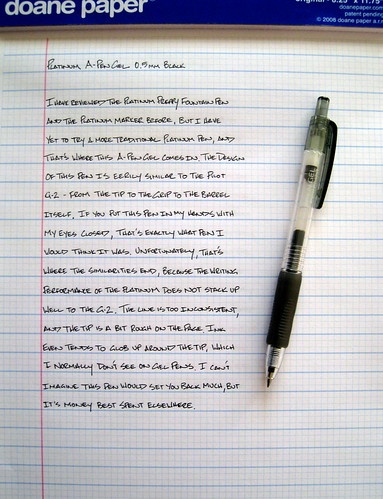 doane paper
original - 8.25" x 11.75"
doanepaper.com
patent pending
© 2008 doane paper
Platinum A-Pen Gel 0.5mm Black
I have reviewed the Platinum Preppy Fountain Pen
and the Platinum Marker before, but I have
yet to try a more traditional Platinum pen, and
that's where this A-Pen Gel comes in. The design
of this pen is eerily similar to the Pilot
G-2 - from the tip to the grip to the barrel
itself. If you put this pen in my hands with
my eyes closed, that's exactly what pen I
would think it was. Unfortunately, that's
where the similarities end, because the writing
performance of the Platinum does not stack up
well to the G-2. The line is too inconsistent,
and the tip is a bit rough on the page. Ink
even tends to glob up around the tip, which
I normally don't see on gel pens. I can't
imagine this pen would set you back much, but
it's money best spent elsewhere.